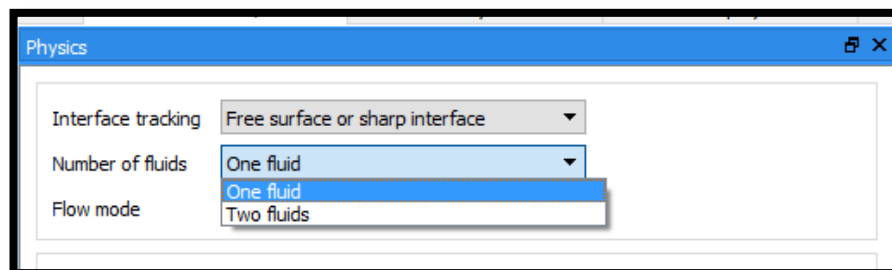 Physics
Interface tracking Free surface or sharp interface
Number of fluids One fluid
One fluid
Flow mode
Two fluids